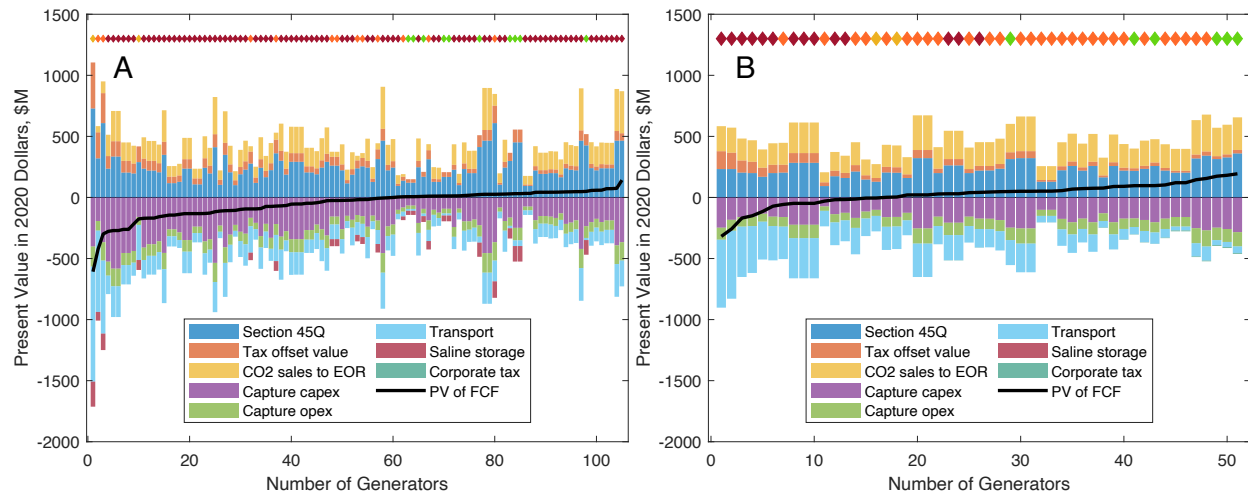 A
Present Value in 2020 Dollars, $M
1500
1000
500
0
-500
-1000
-1500
-2000
Section 45Q
Tax offset value
CO2 sales to EOR
Capture capex
Capture opex
Transport
Saline storage
Corporate tax
PV of FCF
0 20 40 60 80 100
Number of Generators
B
Present Value in 2020 Dollars, $M
1500
1000
500
0
-500
-1000
-1500
-2000
Section 45Q
Tax offset value
CO2 sales to EOR
Capture capex
Capture opex
Transport
Saline storage
Corporate tax
PV of FCF
0 10 20 30 40 50
Number of Generators